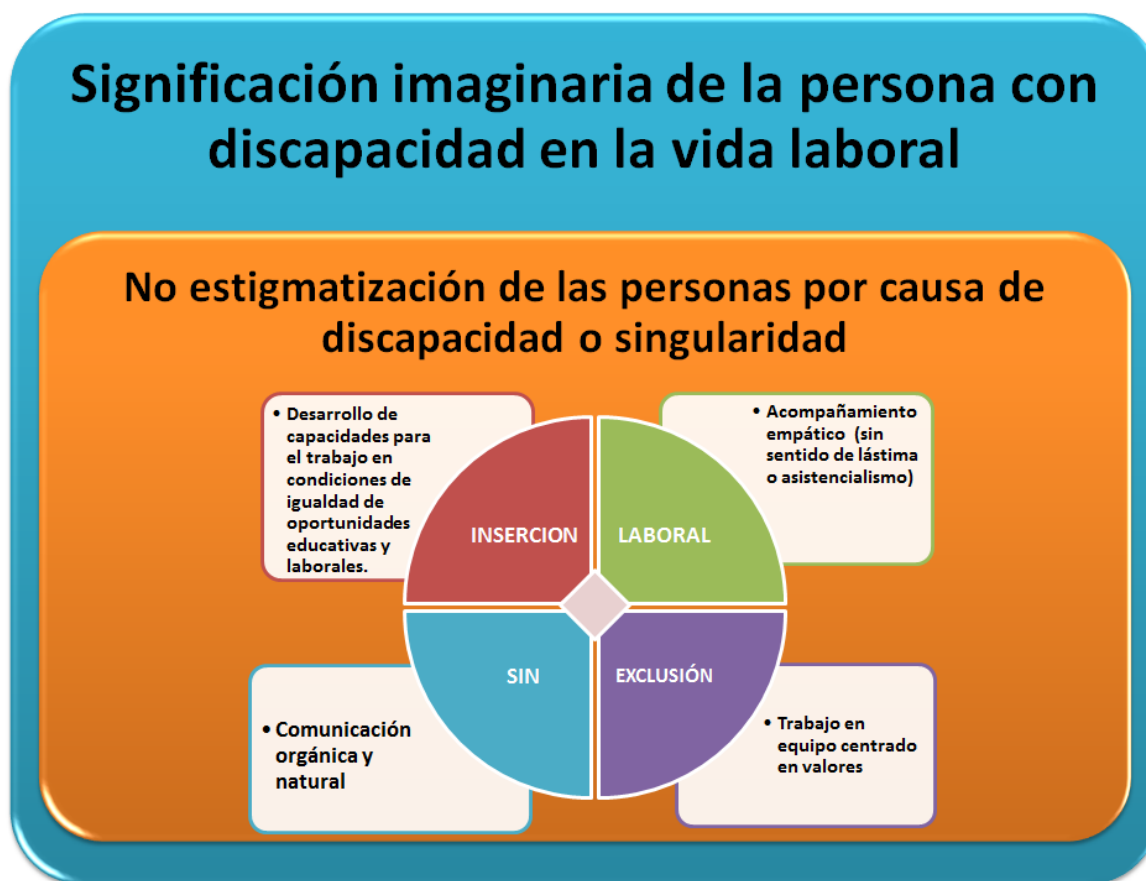 Significación imaginaria de la persona con
discapacidad en la vida laboral
No estigmatización de las personas por causa de
discapacidad o singularidad
• Desarrollo de
capacidades para
el trabajo en
condiciones de
igualdad de
oportunidades
educativas y
laborales.
• Acompañamiento
empático (sin
sentido de lástima
o asistencialismo)
INSERCION
LABORAL
SIN
EXCLUSIÓN
• Comunicación
orgánica y
natural
• Trabajo en
equipo centrado
en valores